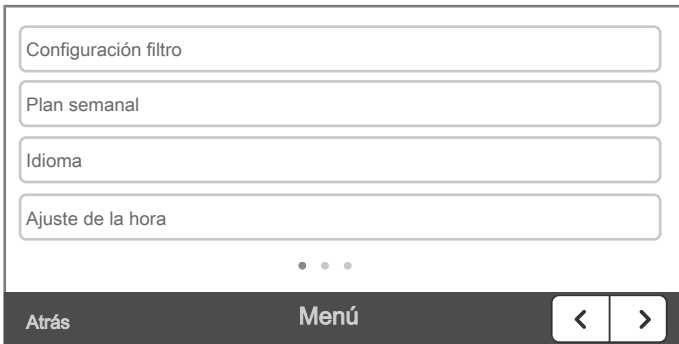 Configuración filtro
Plan semanal
Idioma
Ajuste de la hora
Atrás Menú